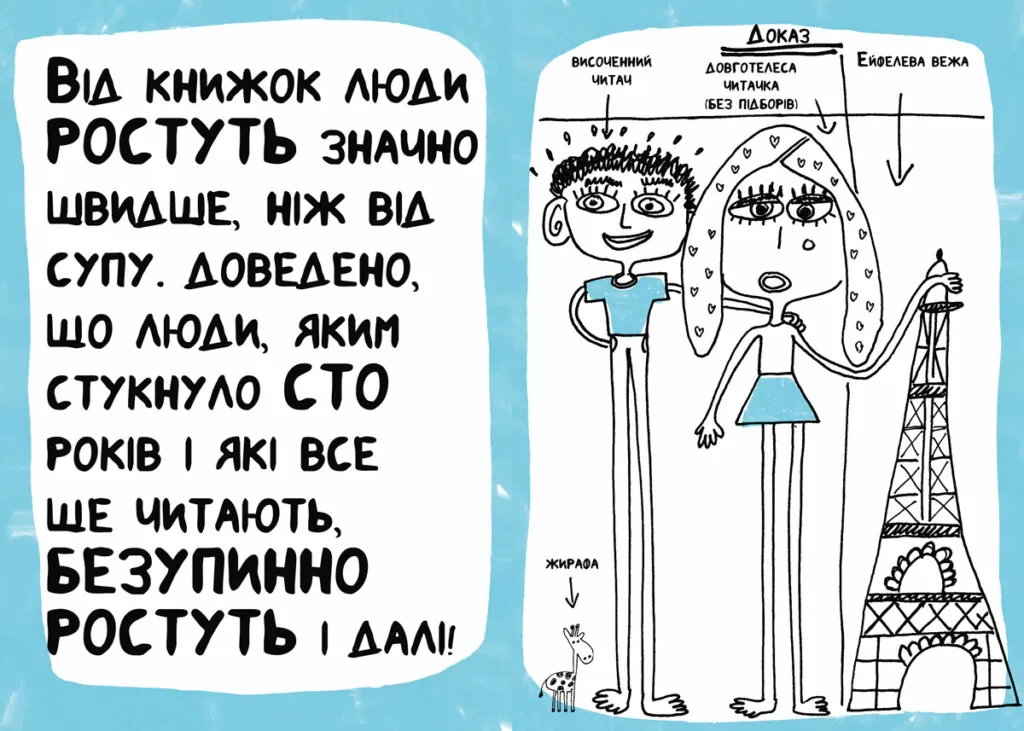 Від книжок люди
РОСТУТЬ значно
швидше, ніж від
супу. Доведено,
що люди, яким
стукнуло СТО
років і які все
ще читають,
БЕЗУПИННО
РОСТУТЬ і далі!
Доказ
височенний
читач
довготелеса
читачка
(без підборів)
Ейфелева вежа
жирафа